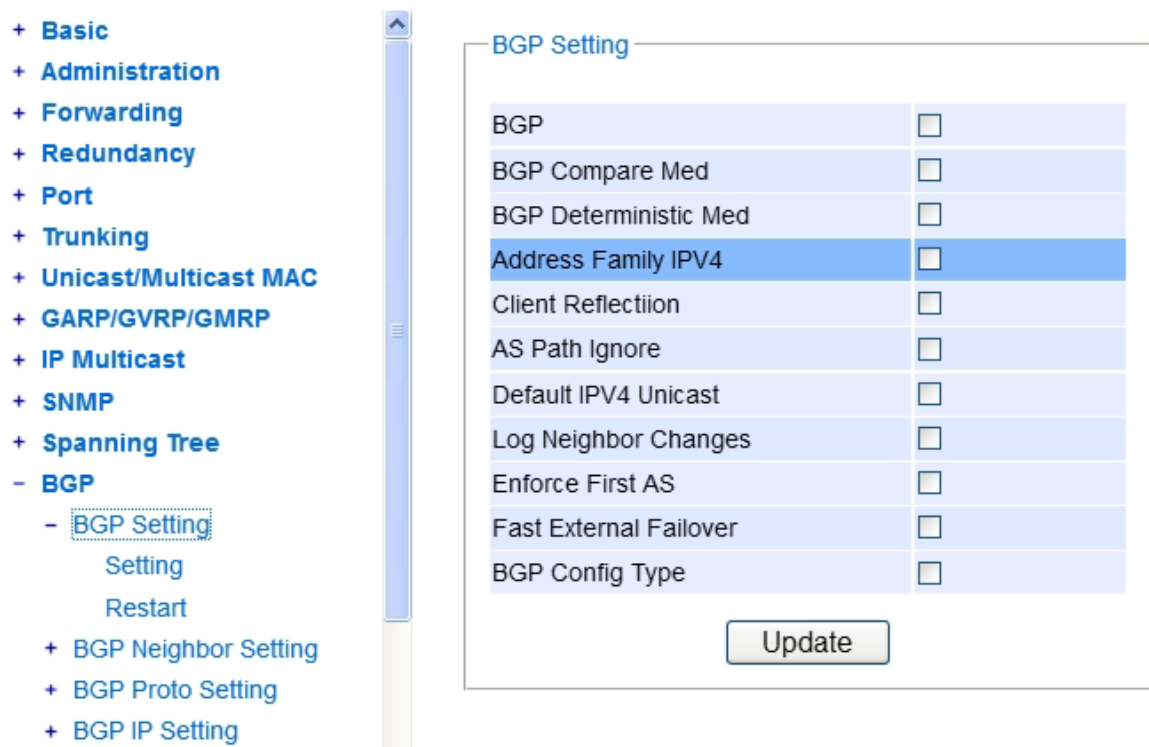 + Basic
+ Administration
+ Forwarding
+ Redundancy
+ Port
+ Trunking
+ Unicast/Multicast MAC
+ GARP/GVRP/GMRP
+ IP Multicast
+ SNMP
+ Spanning Tree
- BGP
- BGP Setting
Setting
Restart
+ BGP Neighbor Setting
+ BGP Proto Setting
+ BGP IP Setting
BGP Setting
BGP
BGP Compare Med
BGP Deterministic Med
Address Family IPV4
Client Reflectiion
AS Path Ignore
Default IPV4 Unicast
Log Neighbor Changes
Enforce First AS
Fast External Failover
BGP Config Type
Update